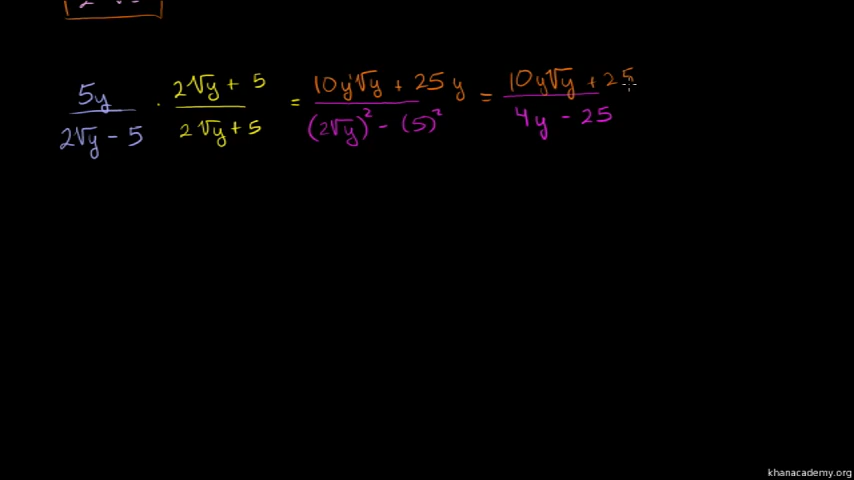 5y/(2√y − 5) · (2√y + 5)/(2√y + 5) = (10y√y + 25y)/((2√y)² − (5)²) = (10y√y + 25)/(4y − 25)
khanacademy.org